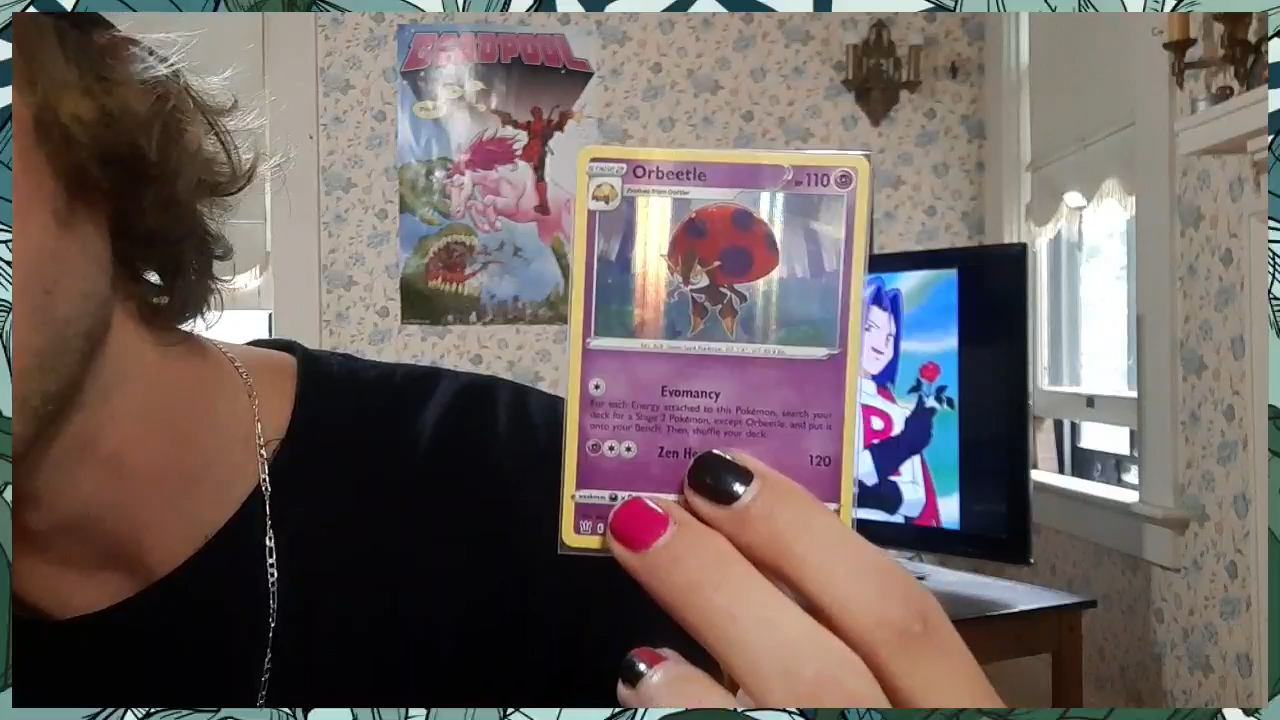 DEADPOOL
STAGE 2
Orbeetle
HP 110
Evolves from Dottler
Evomancy
For each Energy attached to this Pokémon, search your
deck for a Stage 2 Pokémon, except Orbeetle, and put it
onto your Bench. Then, shuffle your deck.
Zen He
120
weakness